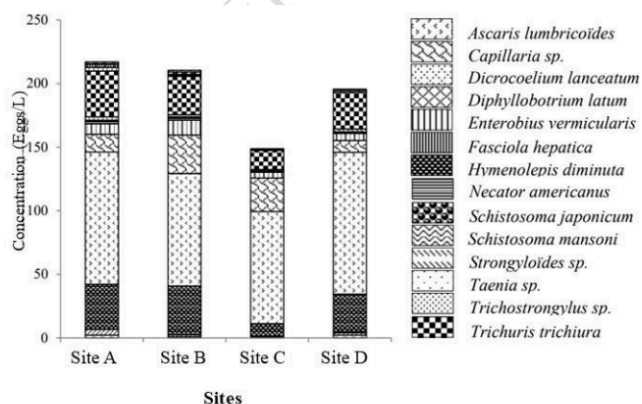 250
200
150
100
50
0
Concentration (Eggs/L)
Site A Site B Site C Site D
Sites
Ascaris lumbricoïdes
Capillaria sp.
Dicrocoelium lanceatum
Diphyllobotrium latum
Enterobius vermicularis
Fasciola hepatica
Hymenolepis diminuta
Necator americanus
Schistosoma japonicum
Schistosoma mansoni
Strongyloïdes sp.
Taenia sp.
Trichostrongylus sp.
Trichuris trichiura